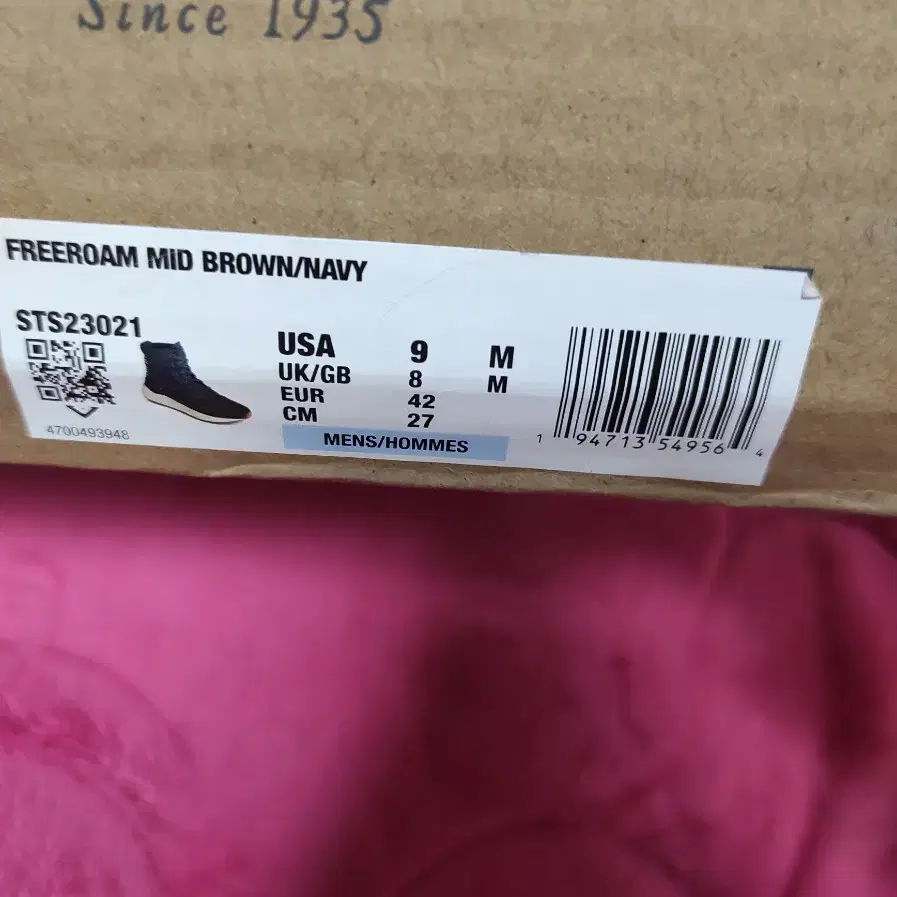 Since 1935
FREEROAM MID BROWN/NAVY
STS23021
USA 9 M
UK/GB 8 M
EUR 42
CM 27
MENS/HOMMES
4700493948
1 94713 54956 4